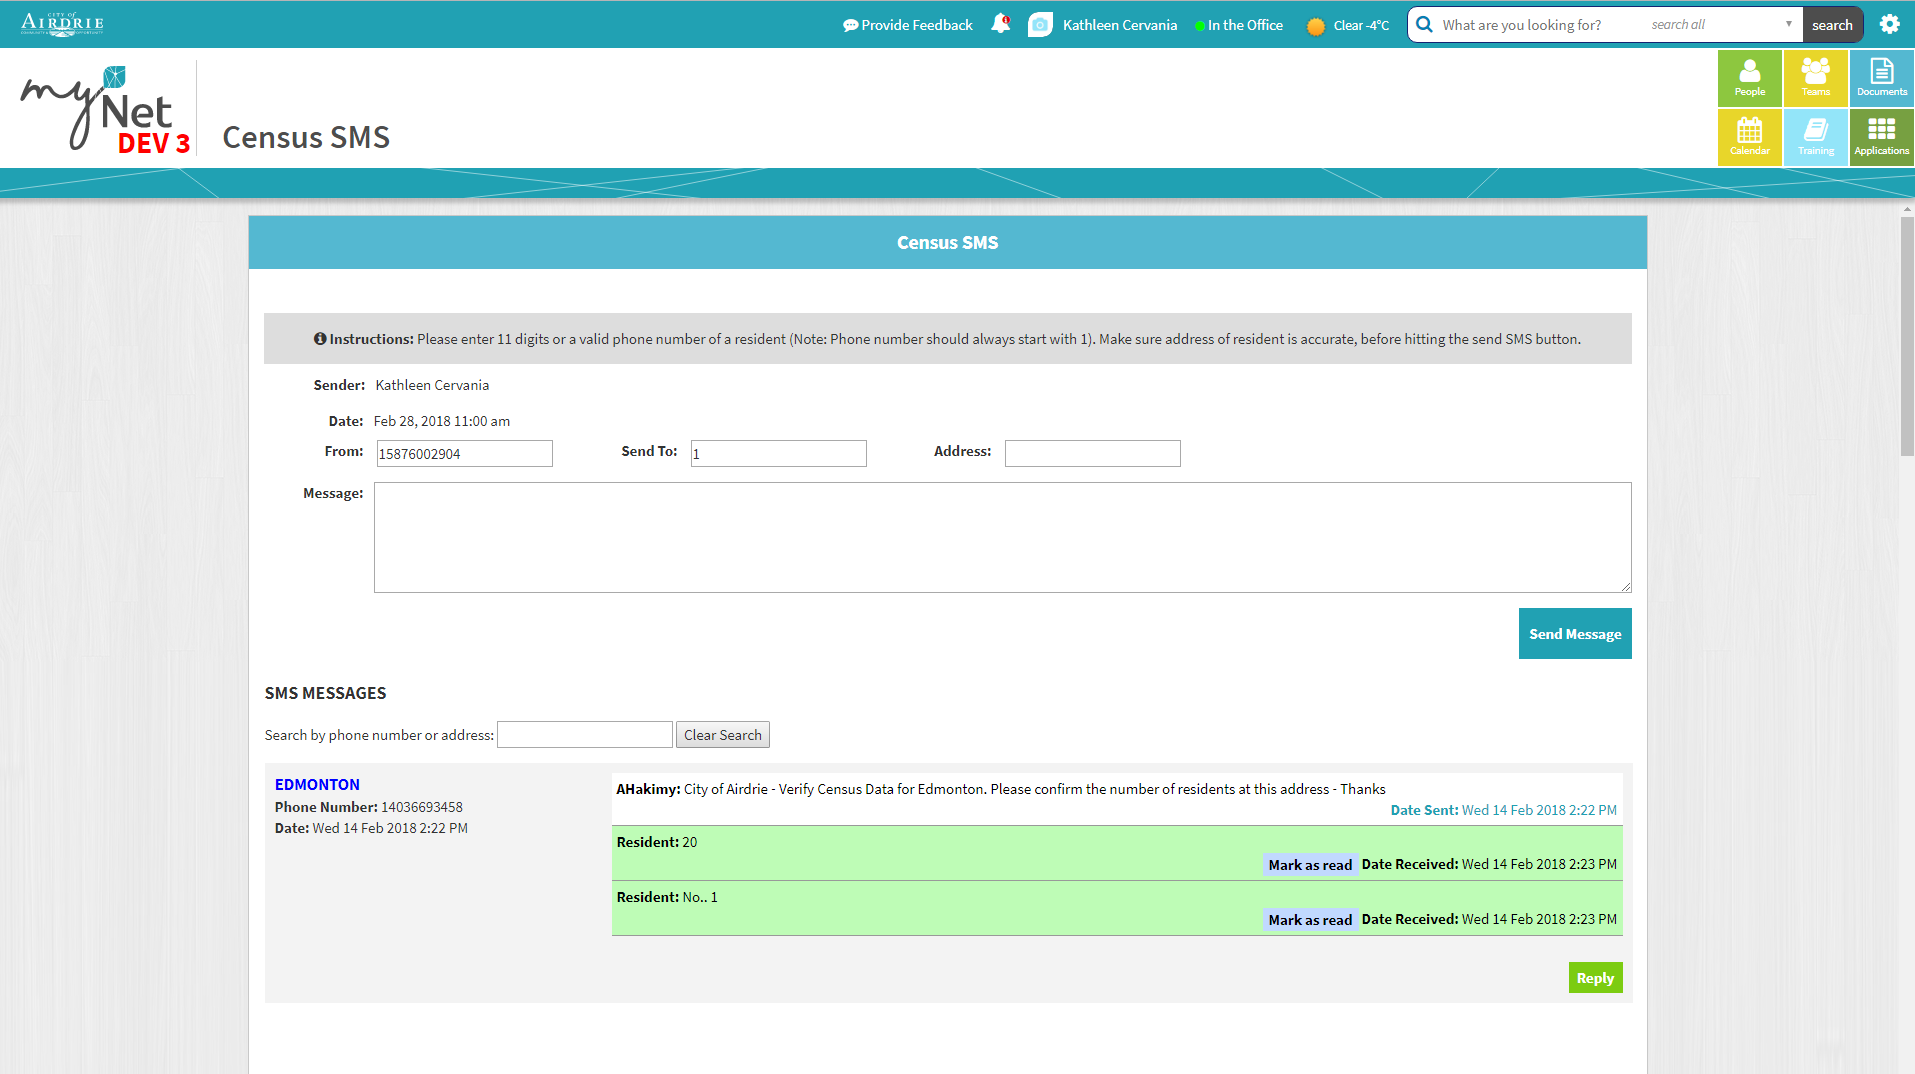 CITY OF
AIRDRIE
Provide Feedback
Kathleen Cervania
In the Office
Clear -4°C
What are you looking for?
search all
search
myNet
DEV 3
Census SMS
People
Teams
Documents
Calendar
Training
Applications
Census SMS
Instructions: Please enter 11 digits or a valid phone number of a resident (Note: Phone number should always start with 1). Make sure address of resident is accurate, before hitting the send SMS button.
Sender: Kathleen Cervania
Date: Feb 28, 2018 11:00 am
From: 15876002904 Send To: 1 Address:
Message:
Send Message
SMS MESSAGES
Search by phone number or address: Clear Search
EDMONTON
Phone Number: 14036693458
Date: Wed 14 Feb 2018 2:22 PM
AHakimy: City of Airdrie - Verify Census Data for Edmonton. Please confirm the number of residents at this address - Thanks
Date Sent: Wed 14 Feb 2018 2:22 PM
Resident: 20
Mark as read Date Received: Wed 14 Feb 2018 2:23 PM
Resident: No.. 1
Mark as read Date Received: Wed 14 Feb 2018 2:23 PM
Reply